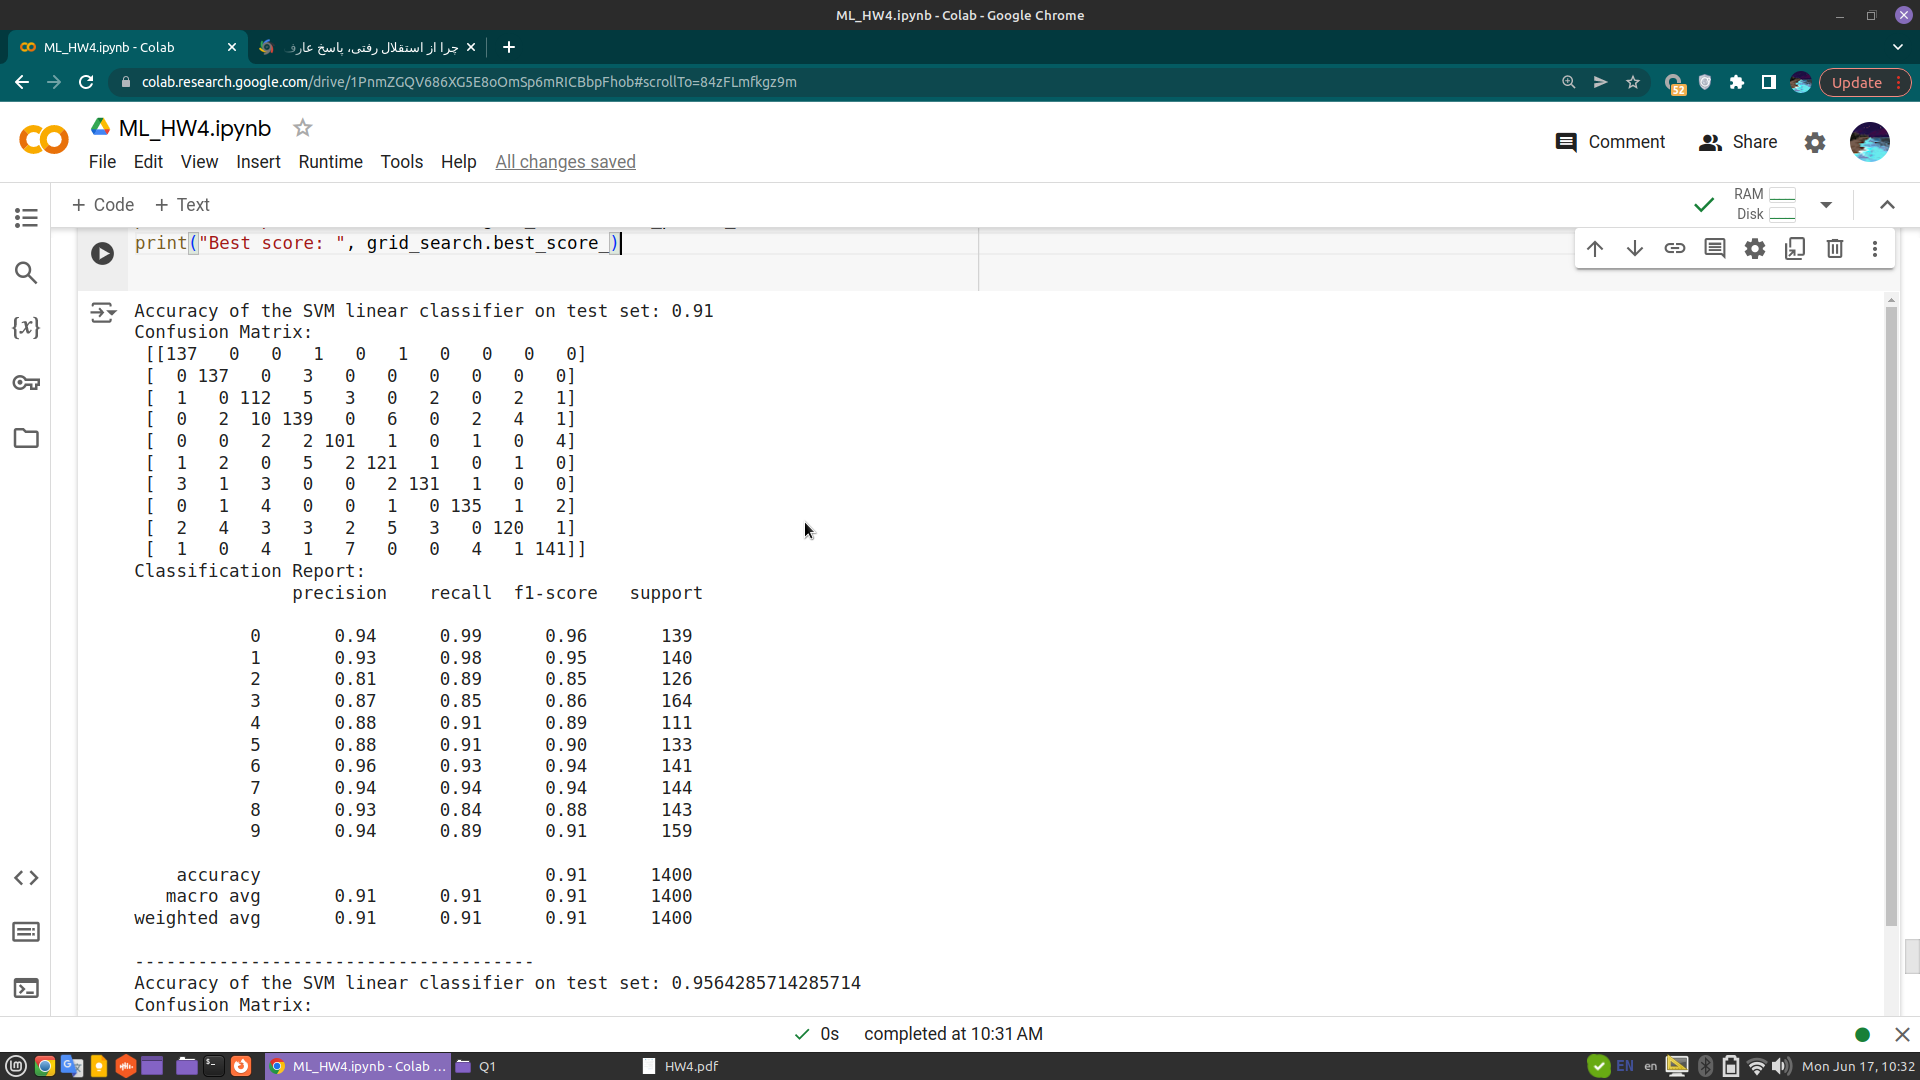 ML_HW4.ipynb - Colab - Google Chrome
ML_HW4.ipynb - Colab
چرا از استقلال رفتی، پاسخ عارف
colab.research.google.com/drive/1PnmZGQV686XG5E8oOmSp6mRICBbpFhob#scrollTo=84zFLmfkgz9m
52
Update
ML_HW4.ipynb
Comment
Share
File Edit View Insert Runtime Tools Help All changes saved
+ Code + Text
RAM
Disk
print("Best score: ", grid_search.best_score_)
{x}
Accuracy of the SVM linear classifier on test set: 0.91
Confusion Matrix:
[[137 0 0 1 0 1 0 0 0 0]
[ 0 137 0 3 0 0 0 0 0 0]
[ 1 0 112 5 3 0 2 0 2 1]
[ 0 2 10 139 0 6 0 2 4 1]
[ 0 0 2 2 101 1 0 1 0 4]
[ 1 2 0 5 2 121 1 0 1 0]
[ 3 1 3 0 0 2 131 1 0 0]
[ 0 1 4 0 0 1 0 135 1 2]
[ 2 4 3 3 2 5 3 0 120 1]
[ 1 0 4 1 7 0 0 4 1 141]]
Classification Report:
precision recall f1-score support
0 0.94 0.99 0.96 139
1 0.93 0.98 0.95 140
2 0.81 0.89 0.85 126
3 0.87 0.85 0.86 164
4 0.88 0.91 0.89 111
5 0.88 0.91 0.90 133
6 0.96 0.93 0.94 141
7 0.94 0.94 0.94 144
8 0.93 0.84 0.88 143
9 0.94 0.89 0.91 159
accuracy 0.91 1400
macro avg 0.91 0.91 0.91 1400
weighted avg 0.91 0.91 0.91 1400
--------------------------------------
Accuracy of the SVM linear classifier on test set: 0.9564285714285714
Confusion Matrix:
0s completed at 10:31 AM
ML_HW4.ipynb - Colab ...
Q1
HW4.pdf
EN
en
Mon Jun 17, 10:32